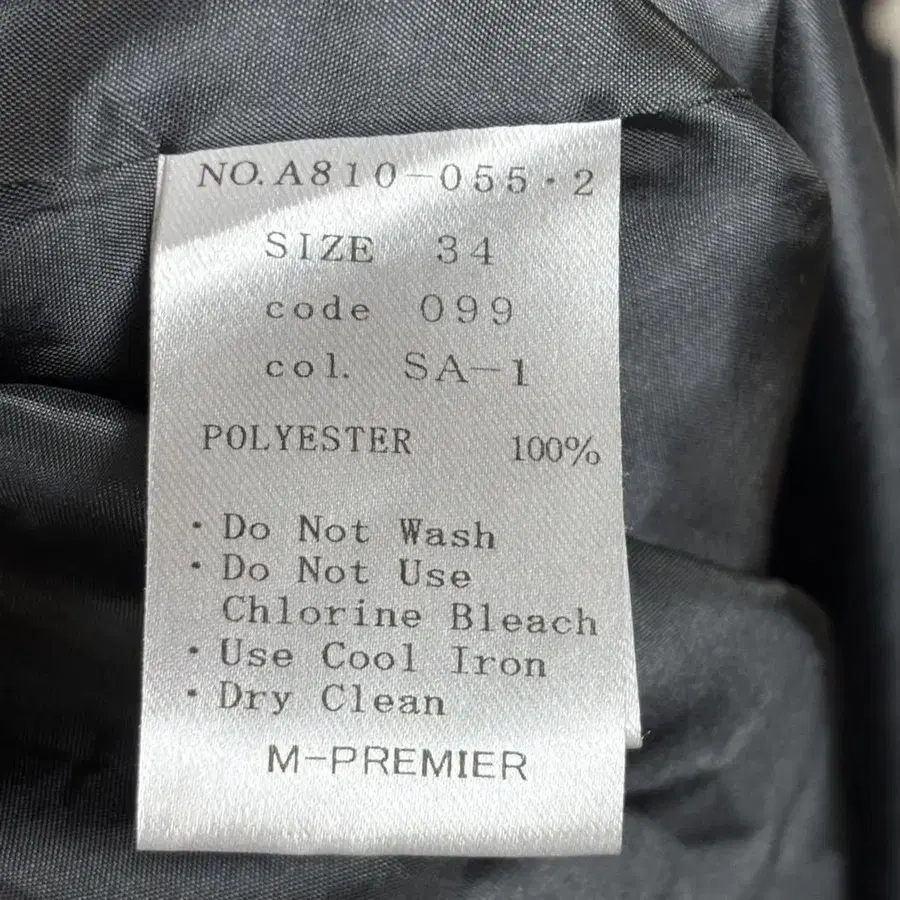 NO. A810-055・2
SIZE 34
code 099
col. SA-1
POLYESTER 100%
・Do Not Wash
・Do Not Use
Chlorine Bleach
・Use Cool Iron
・Dry Clean
M-PREMIER